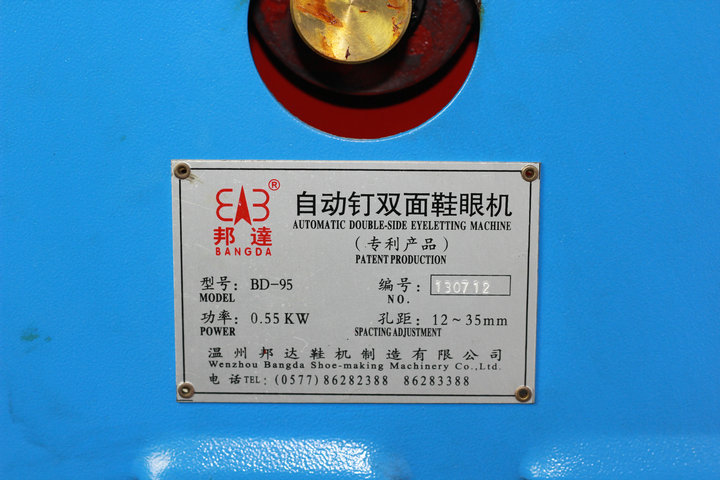 ®
邦達
BANGDA
自动钉双面鞋眼机
AUTOMATIC DOUBLE-SIDE EYELETTING MACHINE
(专利产品)
PATENT PRODUCTION
型号: BD-95 编号: 130712
MODEL NO.
功率: 0.55KW 孔距: 12~35mm
POWER SPACTING ADJUSTMENT
温州邦达鞋机制造有限公司
Wenzhou Bangda Shoe-making Machinery Co.,Ltd.
电话TEL: (0577) 86282388 86283388